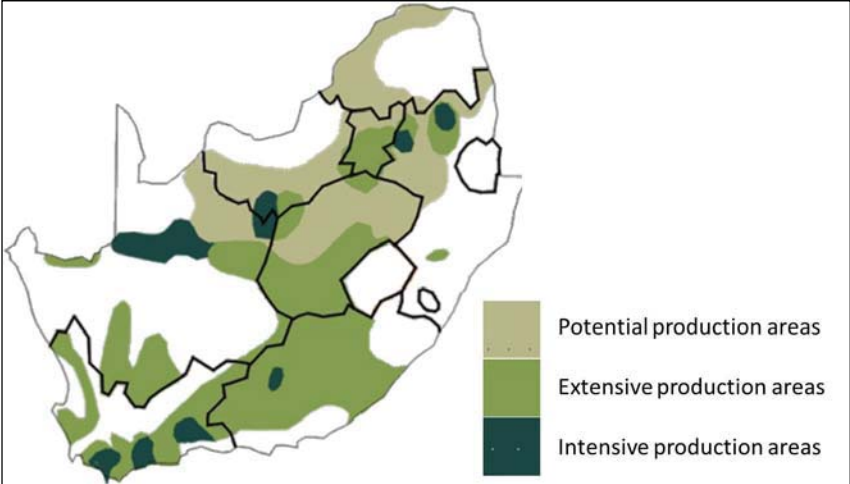 Potential production areas
Extensive production areas
Intensive production areas